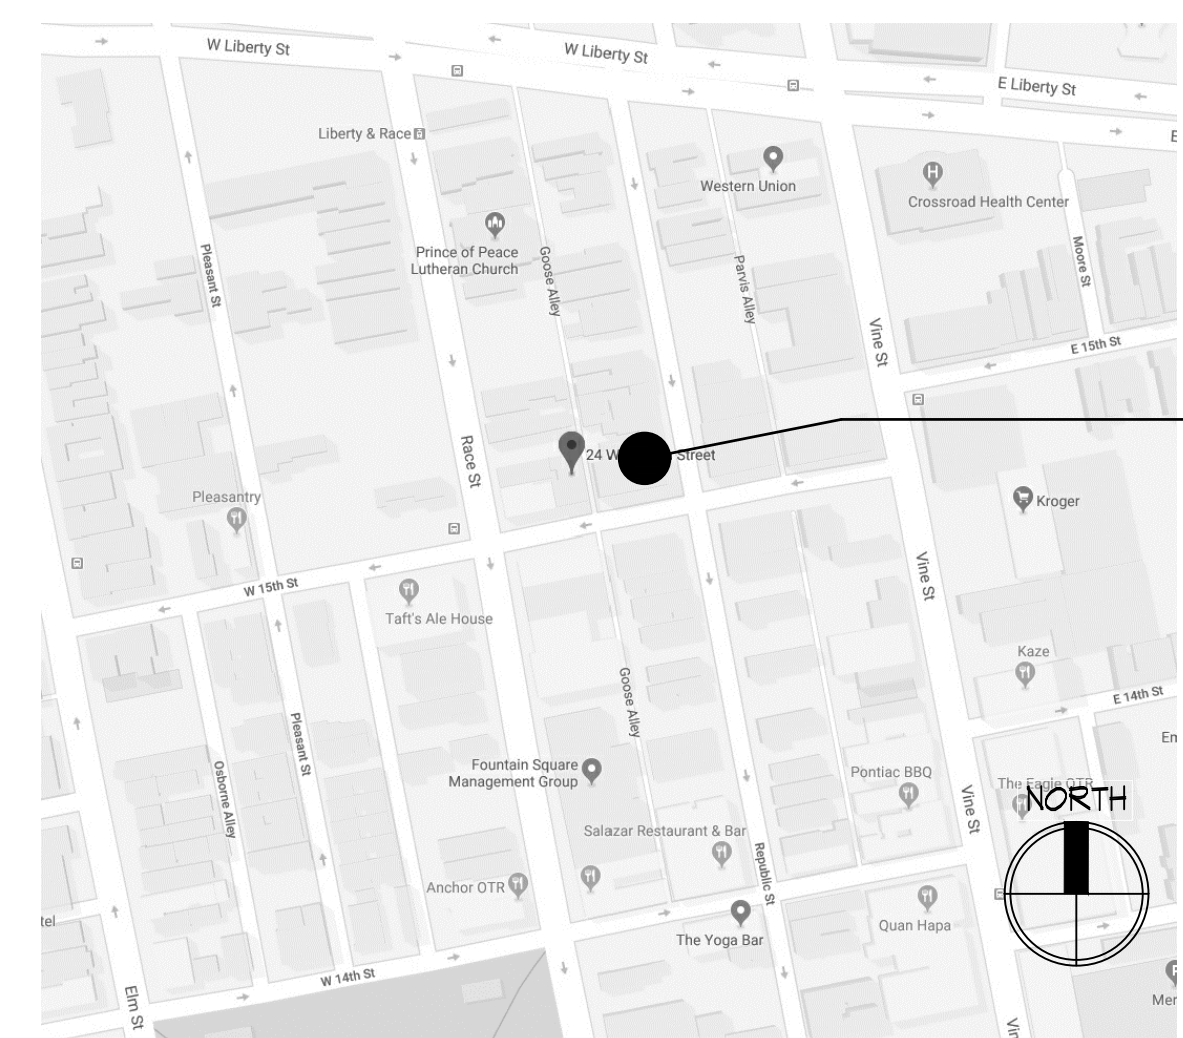 W Liberty St
W Liberty St
E Liberty St
E
Liberty & Race
Western Union
Crossroad Health Center
Prince of Peace
Lutheran Church
Pleasant St
Goose Alley
Parvis Alley
Moore St
Vine St
E 15th St
Race St
24 W
Street
Pleasantry
Kroger
W 15th St
Taft's Ale House
Vine St
Kaze
Goose Alley
E 14th St
Pleasant St
Em
Fountain Square
Management Group
Osborne Alley
Pontiac BBQ
The Eagle OTR
NORTH
Vine St
Salazar Restaurant & Bar
Republic St
Anchor OTR
tel
Quan Hapa
The Yoga Bar
W 14th St
Elm St
Mer
Vin